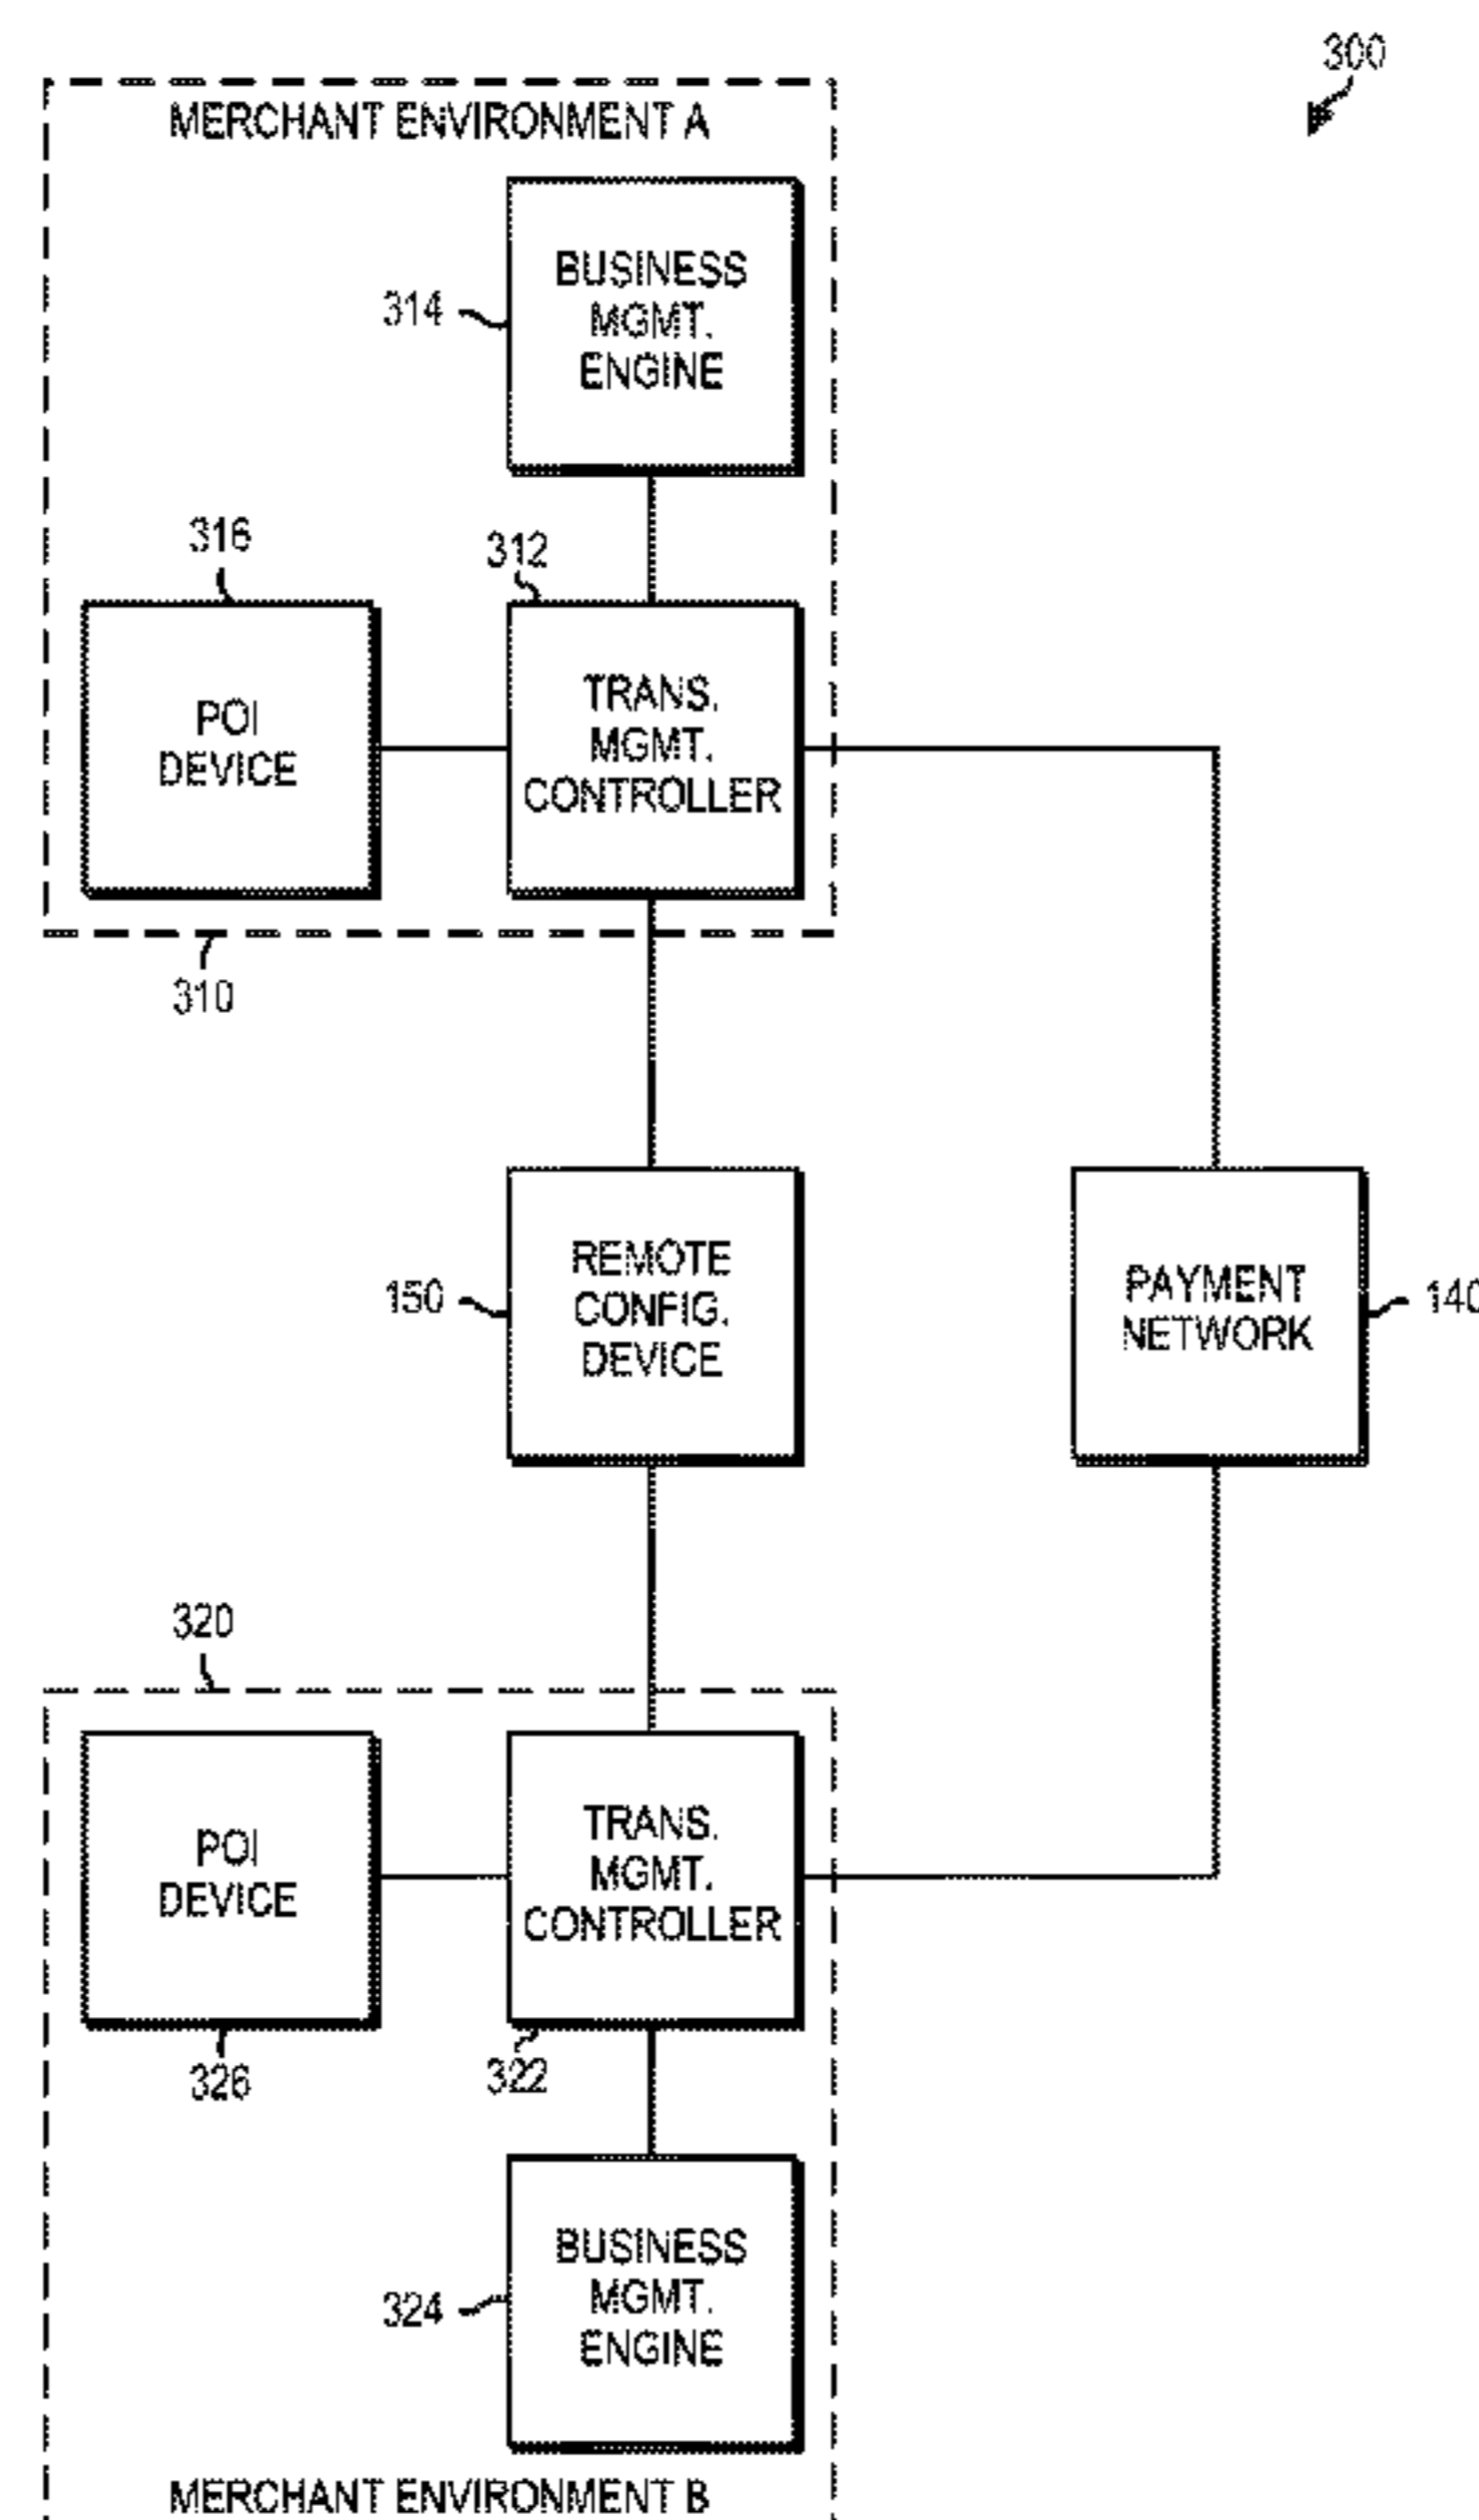 300
MERCHANT ENVIRONMENT A
BUSINESS
MGMT.
ENGINE
314
316
312
POI
DEVICE
TRANS.
MGMT.
CONTROLLER
310
REMOTE
CONFIG.
DEVICE
150
PAYMENT
NETWORK
140
320
POI
DEVICE
TRANS.
MGMT.
CONTROLLER
326
322
BUSINESS
MGMT.
ENGINE
324
MERCHANT ENVIRONMENT B